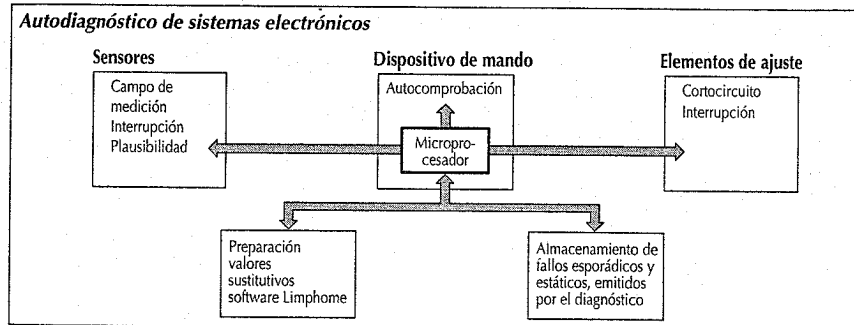 Autodiagnóstico de sistemas electrónicos
Sensores
Campo de
medición
Interrupción
Plausibilidad
Dispositivo de mando
Autocomprobación
Micropro-
cesador
Elementos de ajuste
Cortocircuito
Interrupción
Preparación
valores
sustitutivos
software Limphome
Almacenamiento de
fallos esporádicos y
estáticos, emitidos
por el diagnóstico